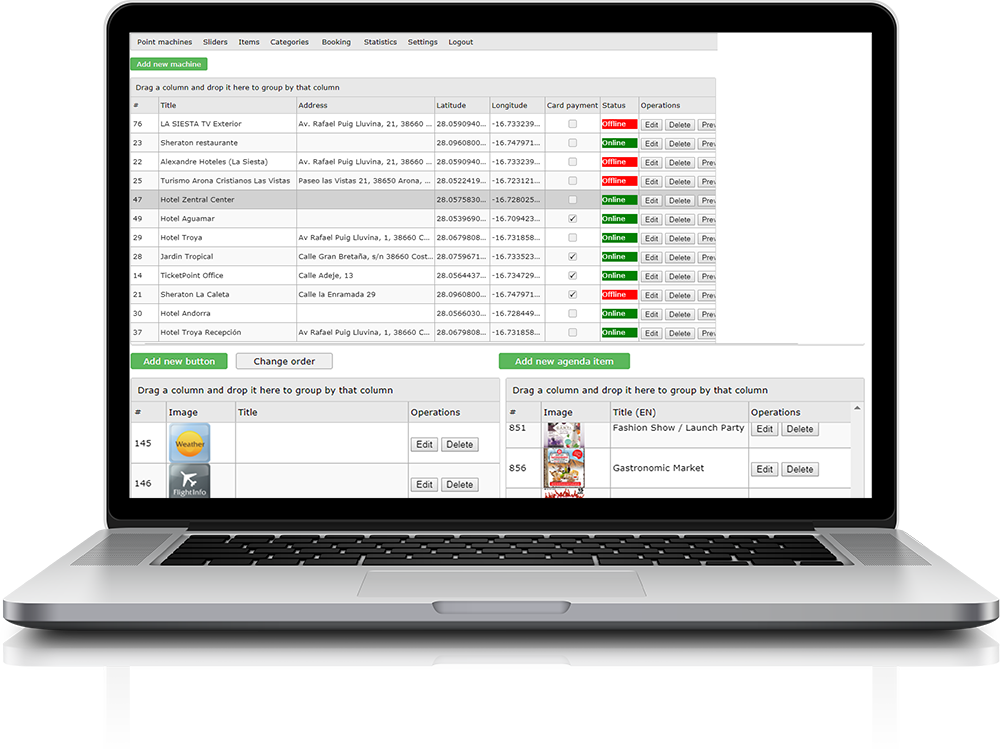 Point machines Sliders Items Categories Booking Statistics Settings Logout
Add new machine
Drag a column and drop it here to group by that column
# Title Address Latitude Longitude Card payment Status Operations
76 LA SIESTA TV Exterior Av. Rafael Puig Lluvina, 21, 38660 ... 28.0590940... -16.733239... Offline Edit Delete Prev
23 Sheraton restaurante 28.0960800... -16.747971... Online Edit Delete Prev
22 Alexandre Hoteles (La Siesta) Av. Rafael Puig Lluvina, 21, 38660 ... 28.0590940... -16.733239... Offline Edit Delete Prev
25 Turismo Arona Cristianos Las Vistas Paseo las Vistas 21, 38650 Arona, ... 28.0522419... -16.723121... Offline Edit Delete Prev
47 Hotel Zentral Center 28.0575830... -16.728025... Online Edit Delete Prev
49 Hotel Aguamar 28.0539690... -16.709423... Online Edit Delete Prev
29 Hotel Troya Av Rafael Puig Lluvina, 1, 38660 C... 28.0679808... -16.731858... Online Edit Delete Prev
28 Jardin Tropical Calle Gran Bretaña, s/n 38660 Cost... 28.0759671... -16.733523... Online Edit Delete Prev
14 TicketPoint Office Calle Adeje, 13 28.0564437... -16.734729... Online Edit Delete Prev
21 Sheraton La Caleta Calle la Enramada 29 28.0960800... -16.747971... Offline Edit Delete Prev
30 Hotel Andorra 28.0566030... -16.728449... Online Edit Delete Prev
37 Hotel Troya Recepción Av Rafael Puig Lluvina, 1, 38660 C... 28.0679808... -16.731858... Online Edit Delete Prev
Add new button Change order
Drag a column and drop it here to group by that column
# Image Title Operations
145 Weather Edit Delete
146 FlightInfo Edit Delete
Add new agenda item
Drag a column and drop it here to group by that column
# Image Title (EN) Operations
851 Fashion Show / Launch Party Edit Delete
856 Gastronomic Market Edit Delete